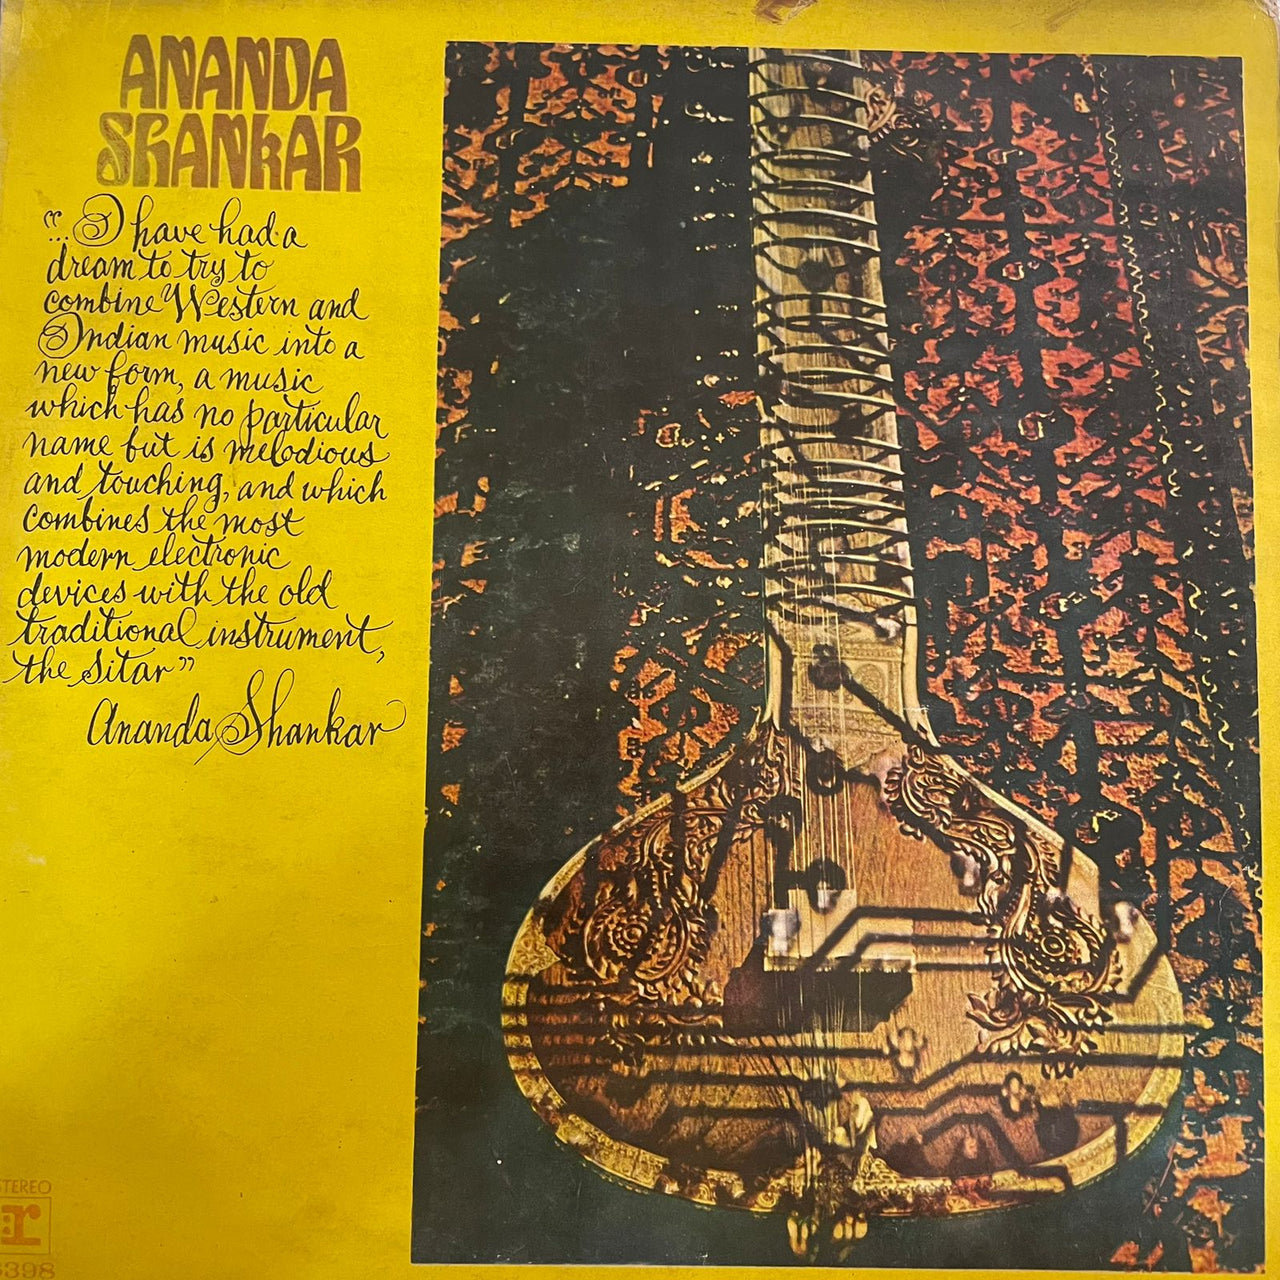 ANANDA
SHANKAR
"...I have had a
dream to try to
combine Western and
Indian music into a
new form, a music
which has no particular
name but is melodious
and touching, and which
combines the most
modern electronic
devices with the old
traditional instrument,
the sitar"
Ananda Shankar
STEREO
r
6398